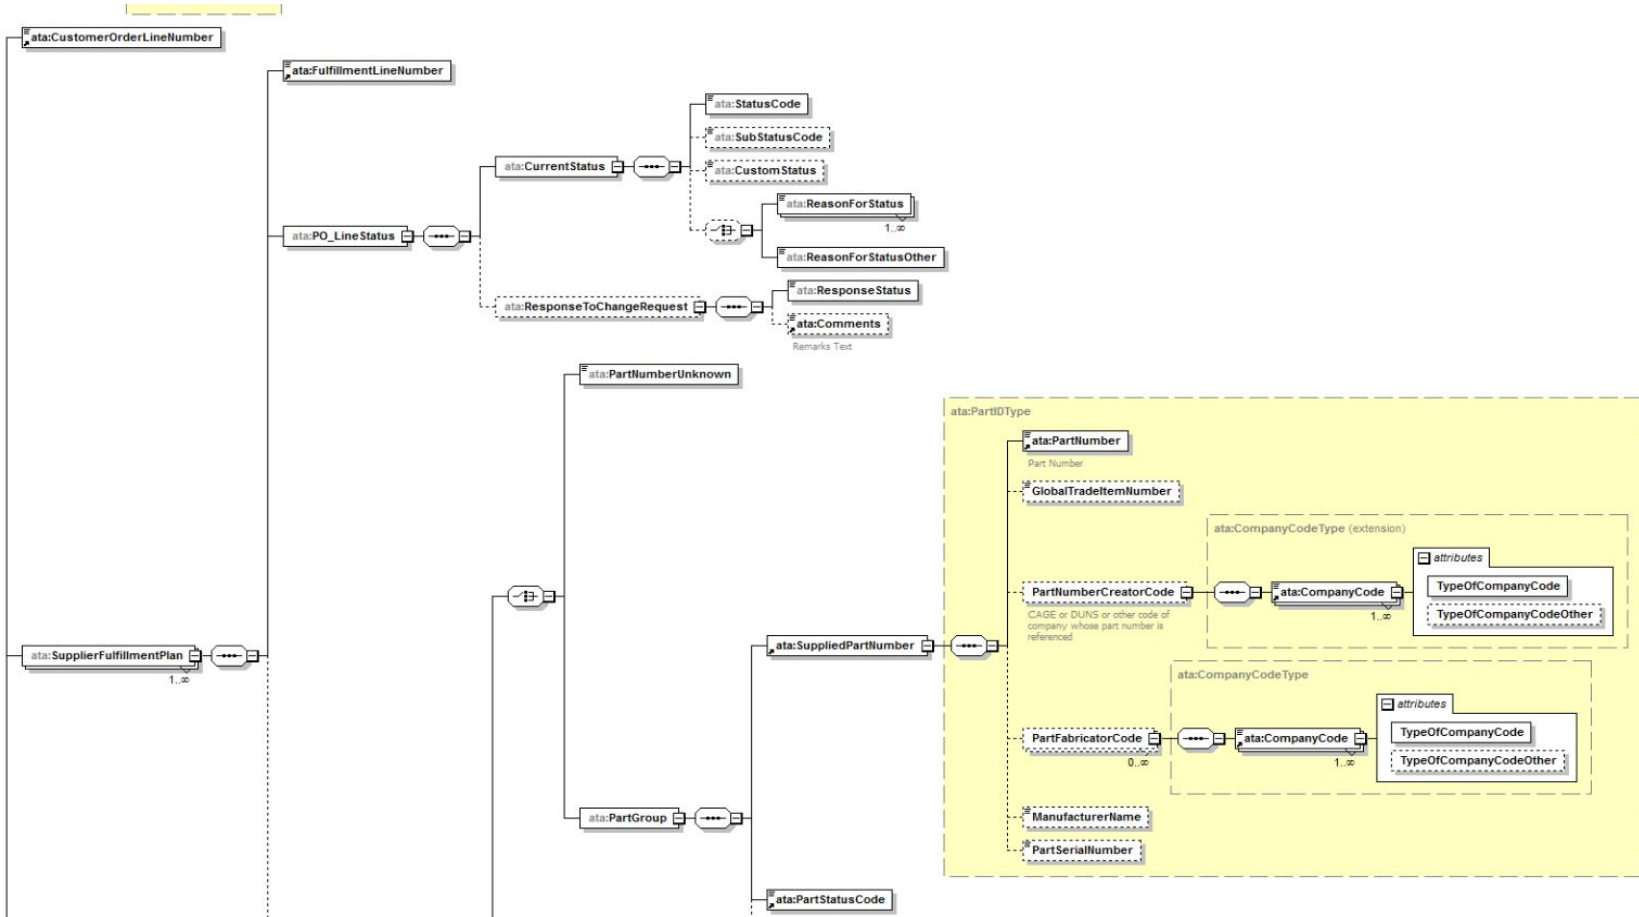 ata:CustomerOrderLineNumber
ata:FulfillmentLineNumber
ata:StatusCode
ata:SubStatusCode
ata:CurrentStatus
ata:CustomStatus
ata:ReasonForStatus
1..∞
ata:PO_LineStatus
ata:ReasonForStatusOther
ata:ResponseStatus
ata:ResponseToChangeRequest
ata:Comments
Remarks Text
ata:PartNumberUnknown
ata:PartIDType
ata:PartNumber
Part Number
GlobalTradeItemNumber
ata:CompanyCodeType (extension)
attributes
PartNumberCreatorCode
ata:CompanyCode
TypeOfCompanyCode
1..∞
TypeOfCompanyCodeOther
CAGE or DUNS or other code of
company whose part number is
referenced
ata:SupplierFulfillmentPlan
1..∞
ata:SuppliedPartNumber
ata:CompanyCodeType
attributes
PartFabricatorCode
0..∞
ata:CompanyCode
1..∞
TypeOfCompanyCode
TypeOfCompanyCodeOther
ata:PartGroup
ManufacturerName
PartSerialNumber
ata:PartStatusCode